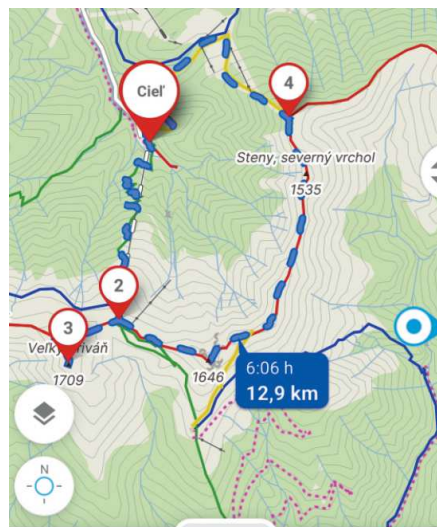 Cieľ
4
Steny, severný vrchol
1535
2
3
Veľký Kriváň
1709
1646
6:06 h
12,9 km
N